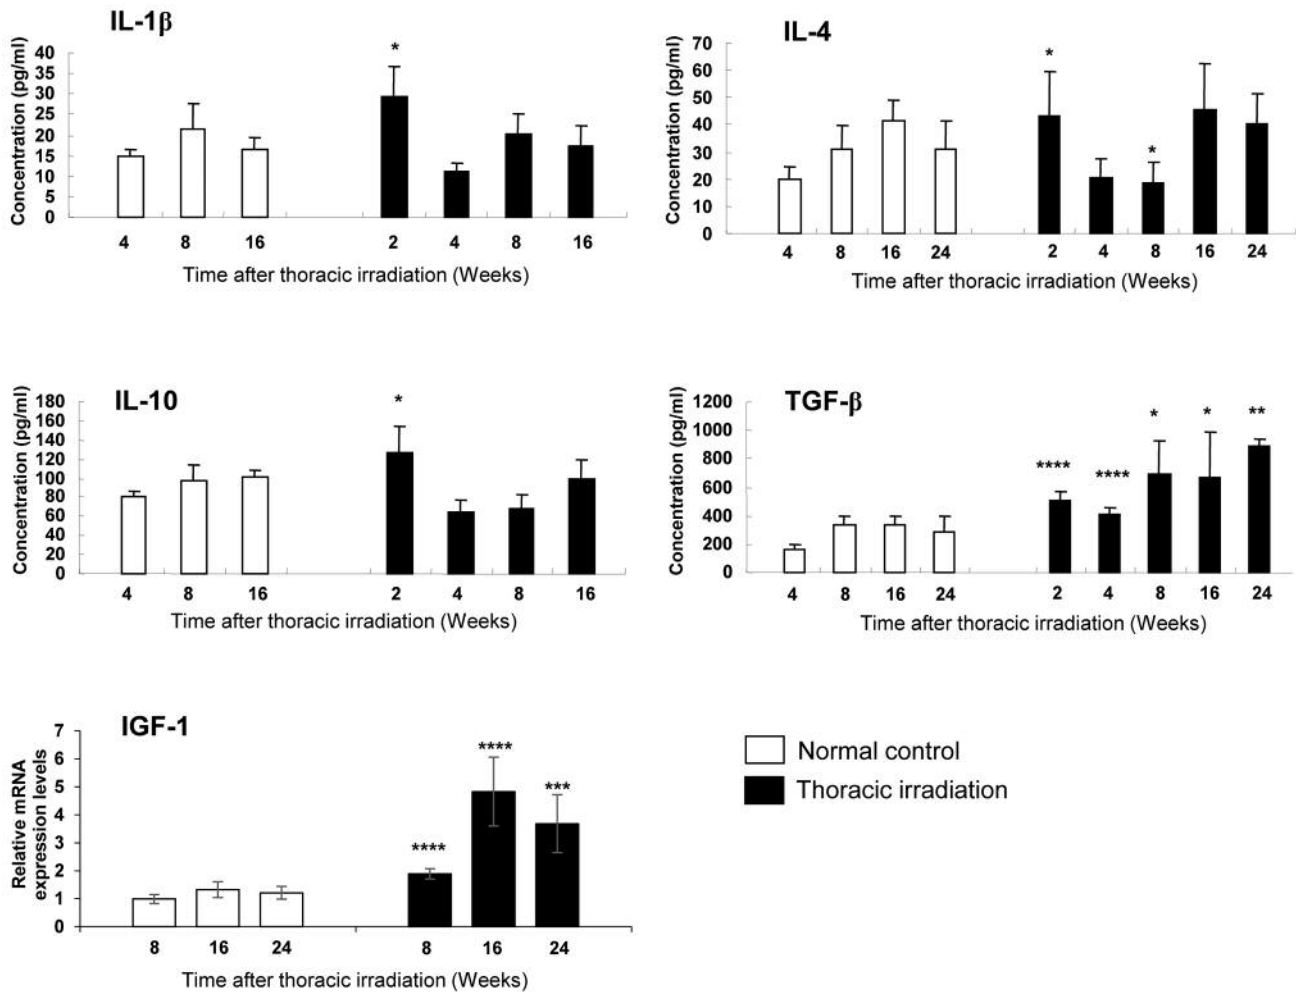 IL-1β
Concentration (pg/ml)
40
35
30
25
20
15
10
5
0
*
4 8 16 2 4 8 16
Time after thoracic irradiation (Weeks)
IL-4
Concentration (pg/ml)
70
60
50
40
30
20
10
0
* *
4 8 16 24 2 4 8 16 24
Time after thoracic irradiation (Weeks)
IL-10
Concentration (pg/ml)
180
160
140
120
100
80
60
40
20
0
*
4 8 16 2 4 8 16
Time after thoracic irradiation (Weeks)
TGF-β
Concentration (pg/ml)
1200
1000
800
600
400
200
0
**** **** * * **
4 8 16 24 2 4 8 16 24
Time after thoracic irradiation (Weeks)
IGF-1
Relative mRNA
expression levels
7
6
5
4
3
2
1
0
**** **** ***
8 16 24 8 16 24
Time after thoracic irradiation (Weeks)
Normal control
Thoracic irradiation